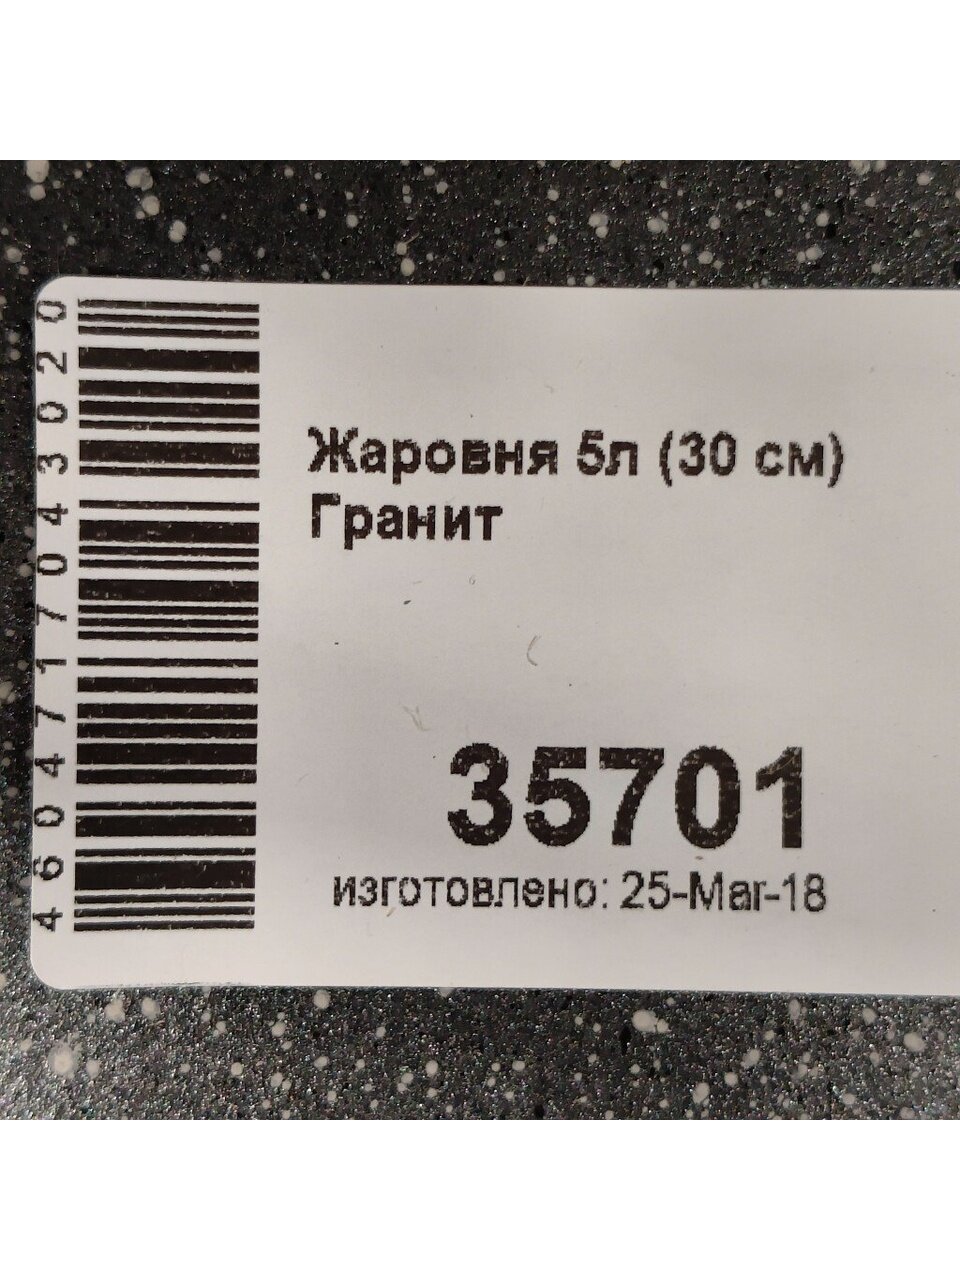 Жаровня 5л (30 см)
Гранит
35701
изготовлено: 25-Mar-18
4604717043020